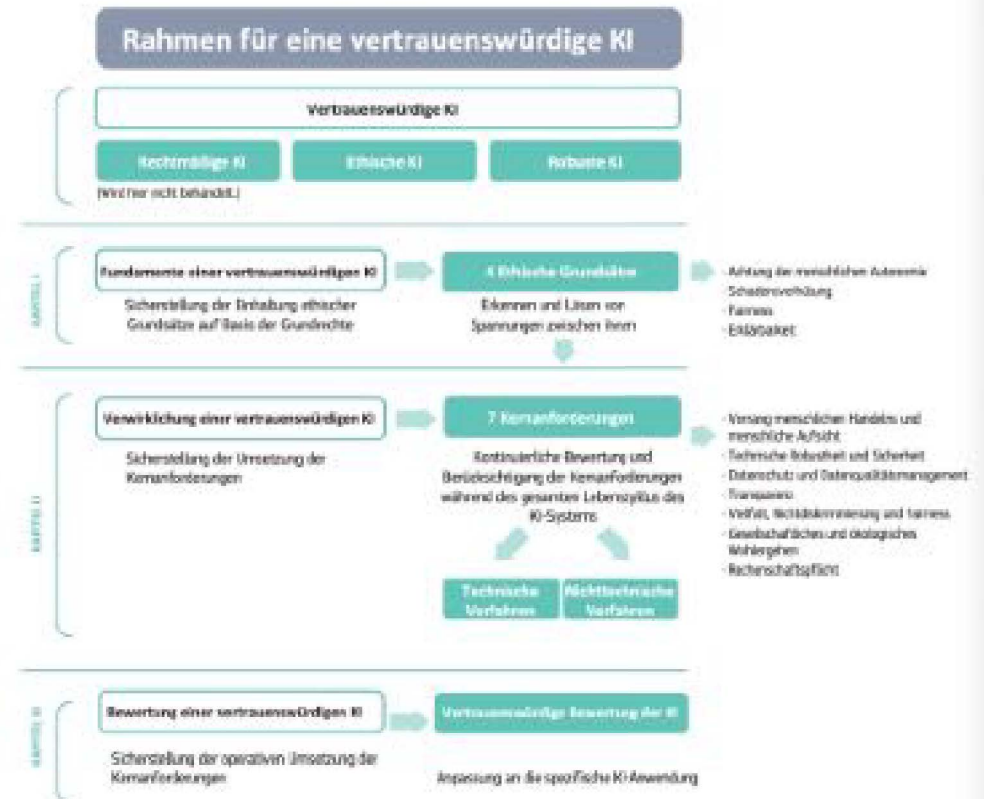 Rahmen für eine vertrauenswürdige KI
Vertrauenswürdige KI
Rechtmäßige KI
Ethische KI
Robuste KI
(Wird hier nicht behandelt.)
KAPITEL I
Fundamente einer vertrauenswürdigen KI
Sicherstellung der Einhaltung ethischer
Grundsätze auf Basis der Grundrechte
4 Ethische Grundsätze
Erkennen und Lösen von
Spannungen zwischen ihnen
· Achtung der menschlichen Autonomie
· Schadensverhütung
· Fairness
· Erklärbarkeit
KAPITEL II
Verwirklichung einer vertrauenswürdigen KI
Sicherstellung der Umsetzung der
Kernanforderungen
7 Kernanforderungen
Kontinuierliche Bewertung und
Berücksichtigung der Kernanforderungen
während des gesamten Lebenszyklus des
KI-Systems
· Vorrang menschlichen Handelns und
menschliche Aufsicht
· Technische Robustheit und Sicherheit
· Datenschutz und Datenqualitätsmanagement
· Transparenz
· Vielfalt, Nichtdiskriminierung und Fairness
· Gesellschaftliches und ökologisches
Wohlergehen
· Rechenschaftspflicht
Technische
Verfahren
Nichttechnische
Verfahren
KAPITEL III
Bewertung einer vertrauenswürdigen KI
Sicherstellung der operativen Umsetzung der
Kernanforderungen
Vertrauenswürdige Bewertung der KI
Anpassung an die spezifische KI-Anwendung